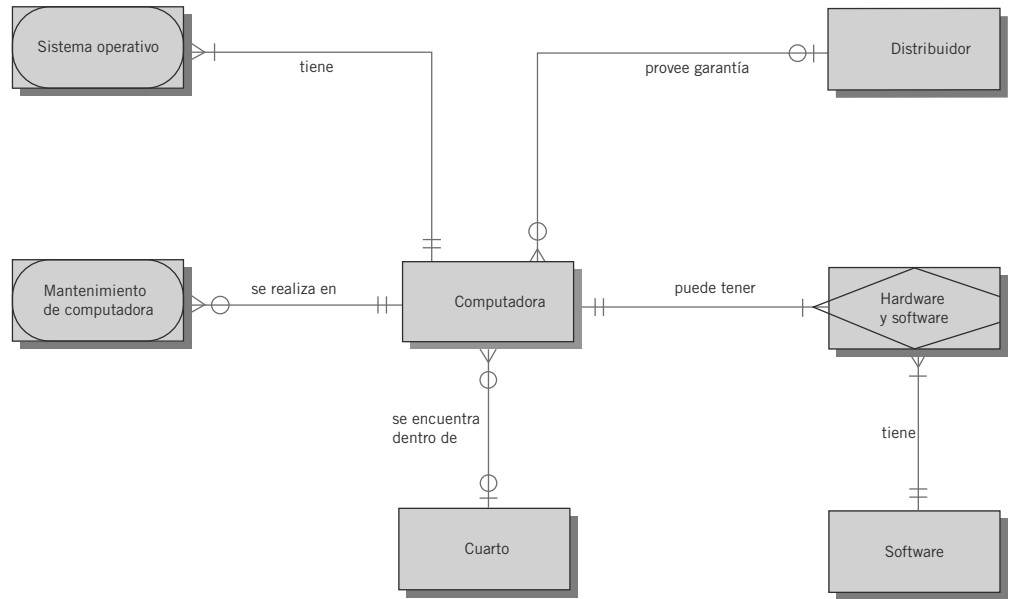 Sistema operativo
tiene
provee garantía
Distribuidor
Mantenimiento
de computadora
se realiza en
Computadora
puede tener
Hardware
y software
se encuentra
dentro de
tiene
Cuarto
Software